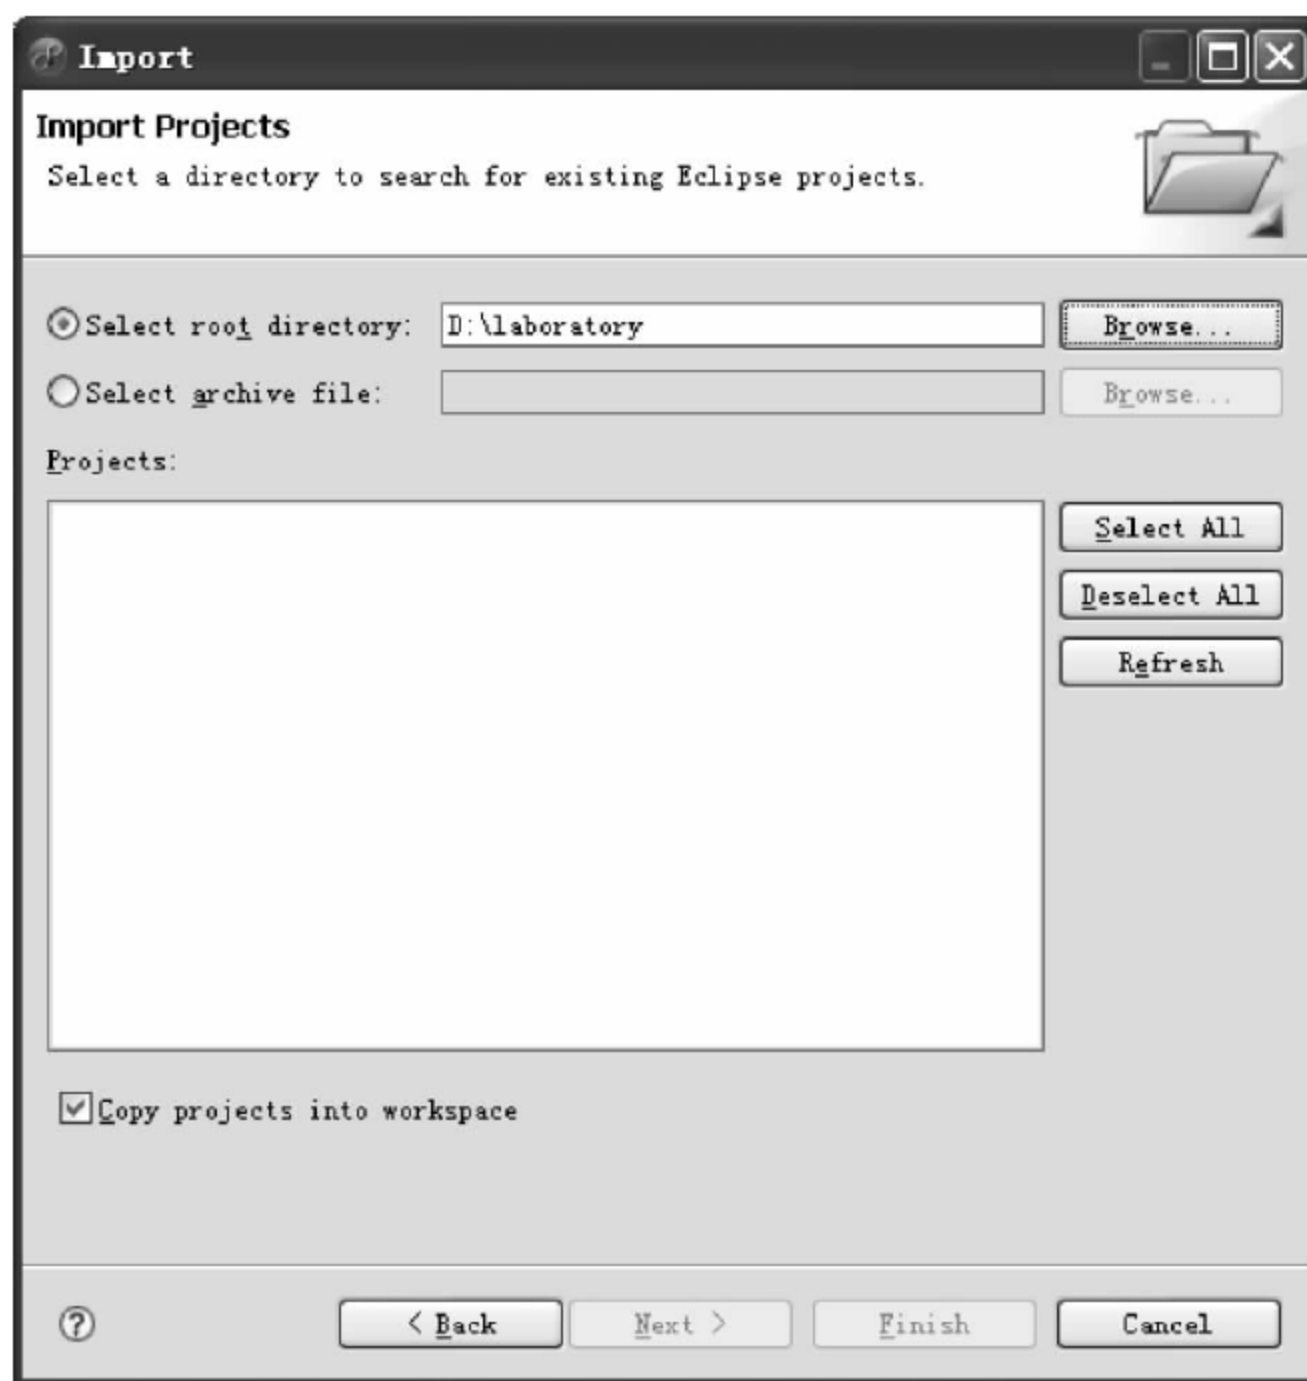 Import
Import Projects
Select a directory to search for existing Eclipse projects.
Select root directory: D:\laboratory Browse...
Select archive file: Browse...
Projects:
Select All
Deselect All
Refresh
Copy projects into workspace
? < Back Next > Finish Cancel